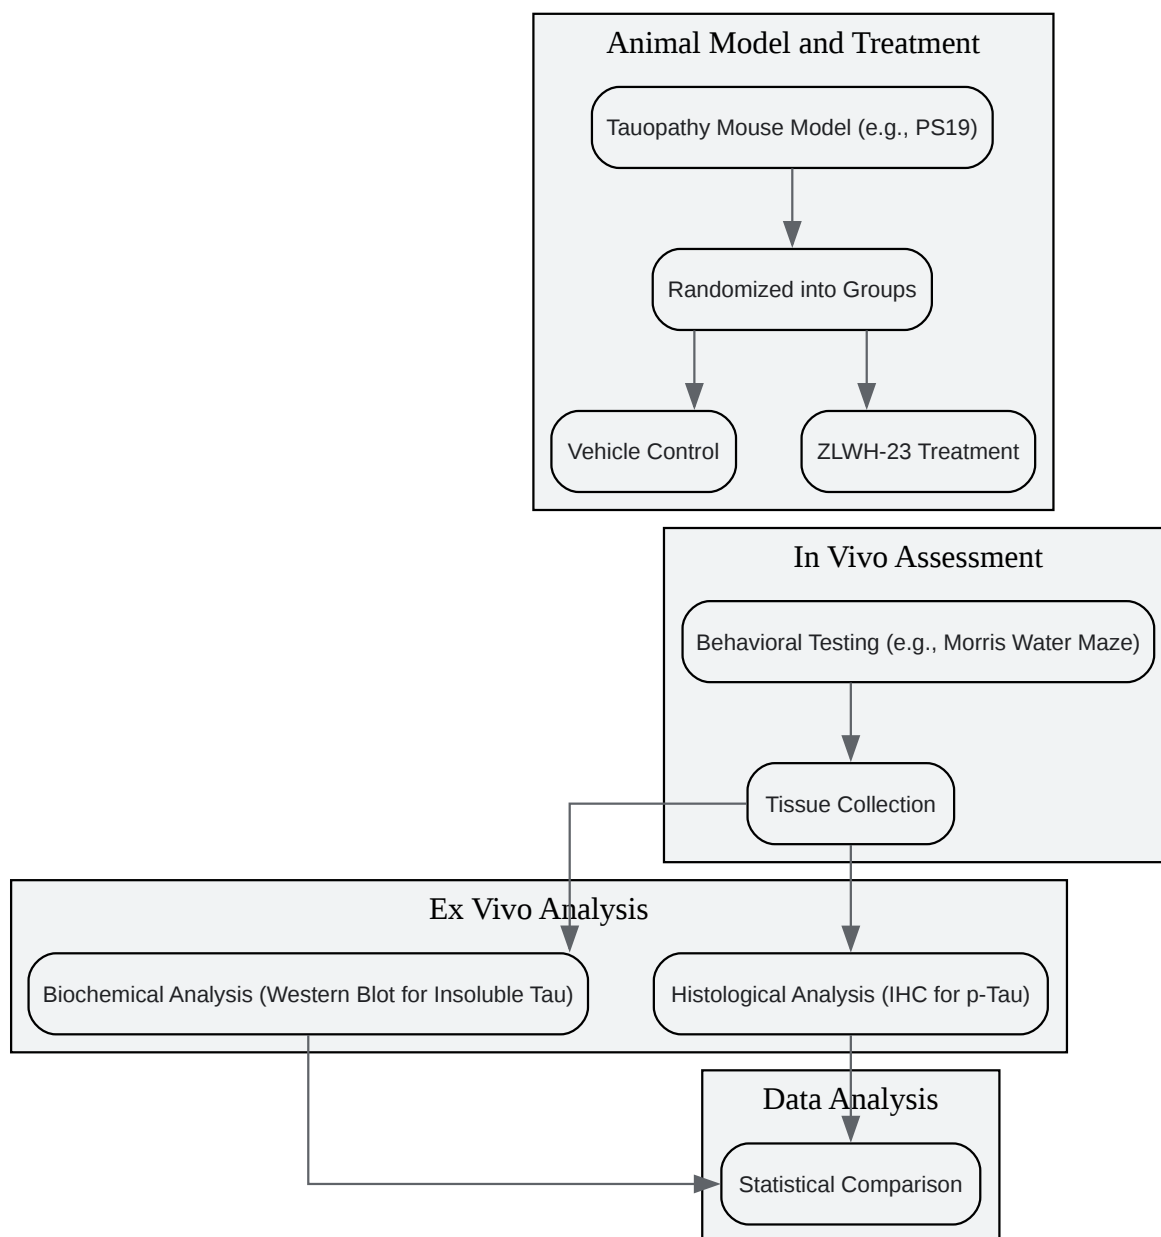 Animal Model and Treatment
Tauopathy Mouse Model (e.g., PS19)
Randomized into Groups
Vehicle Control
ZLWH-23 Treatment
In Vivo Assessment
Behavioral Testing (e.g., Morris Water Maze)
Tissue Collection
Ex Vivo Analysis
Biochemical Analysis (Western Blot for Insoluble Tau)
Histological Analysis (IHC for p-Tau)
Data Analysis
Statistical Comparison